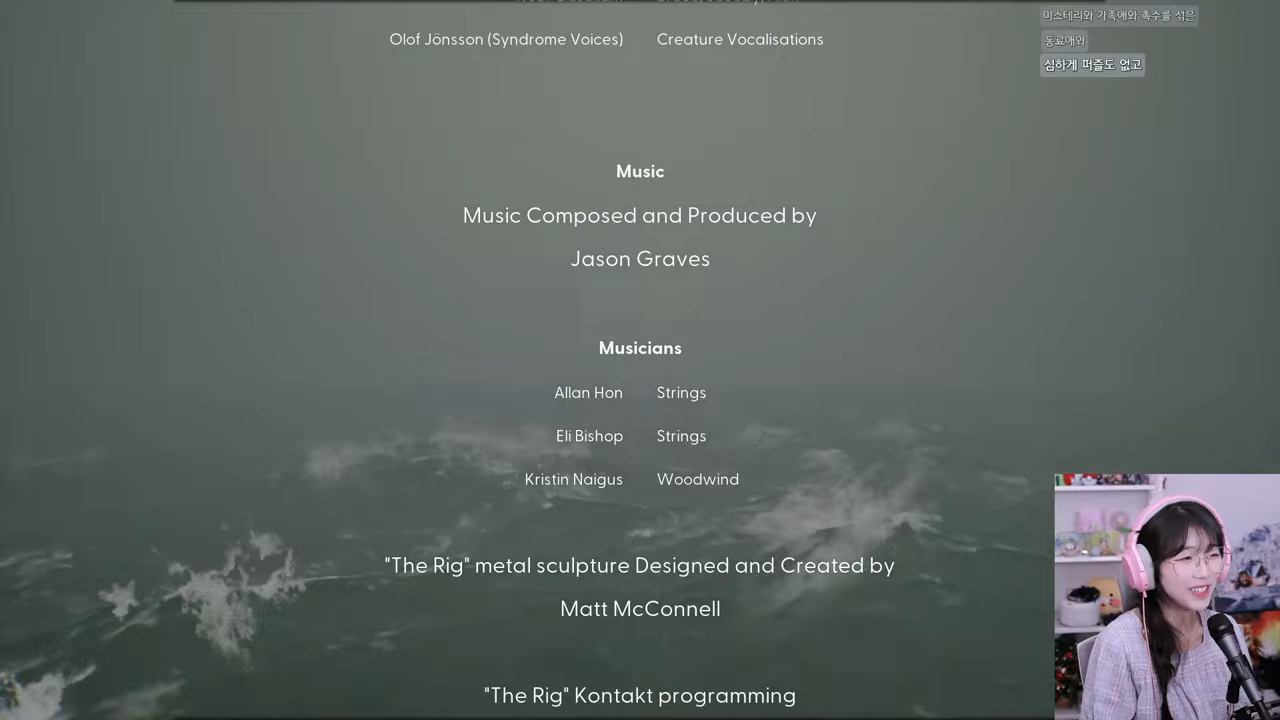 Olof Jönsson (Syndrome Voices) Creature Vocalisations
Music
Music Composed and Produced by
Jason Graves
Musicians
Allan Hon Strings
Eli Bishop Strings
Kristin Naigus Woodwind
"The Rig" metal sculpture Designed and Created by
Matt McConnell
"The Rig" Kontakt programming
미스테리와 가족애와 촉수를 섞은
동료애와
심하게 퍼즐도 없고